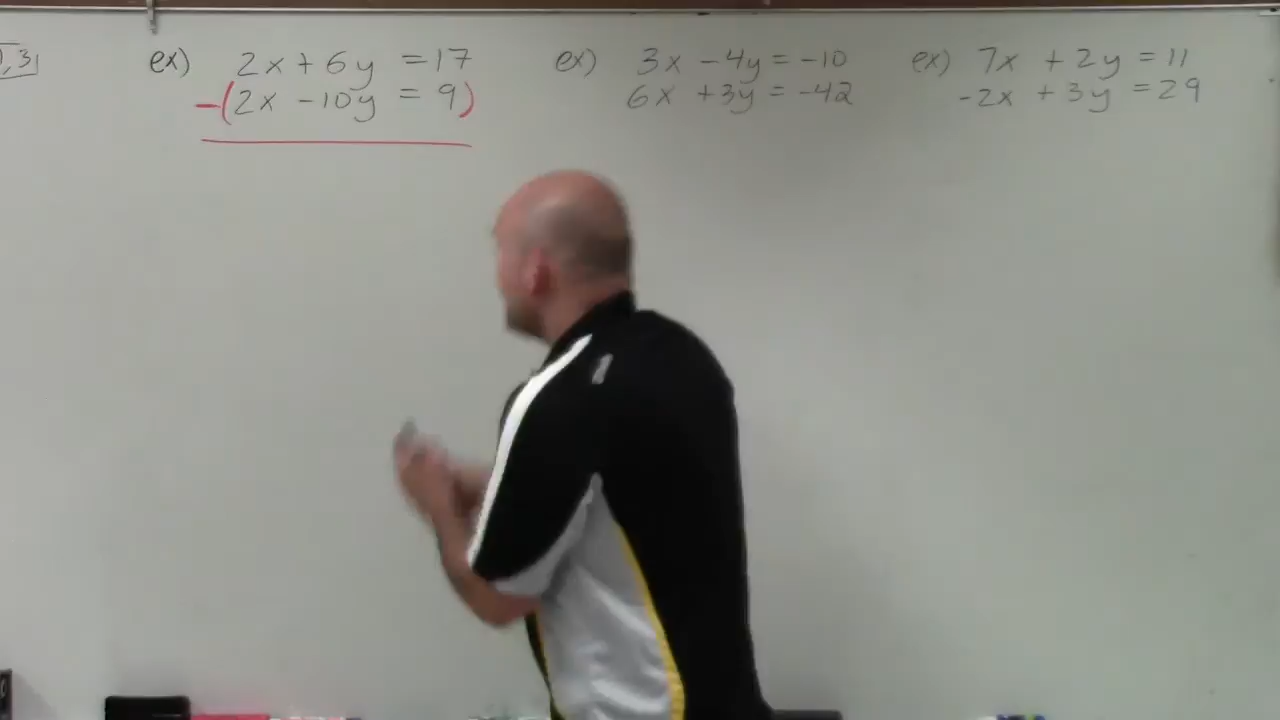 , 3)
ex) 2x + 6y = 17
-(2x - 10y = 9)
ex) 3x - 4y = -10
6x + 3y = -42
ex) 7x + 2y = 11
-2x + 3y = 29